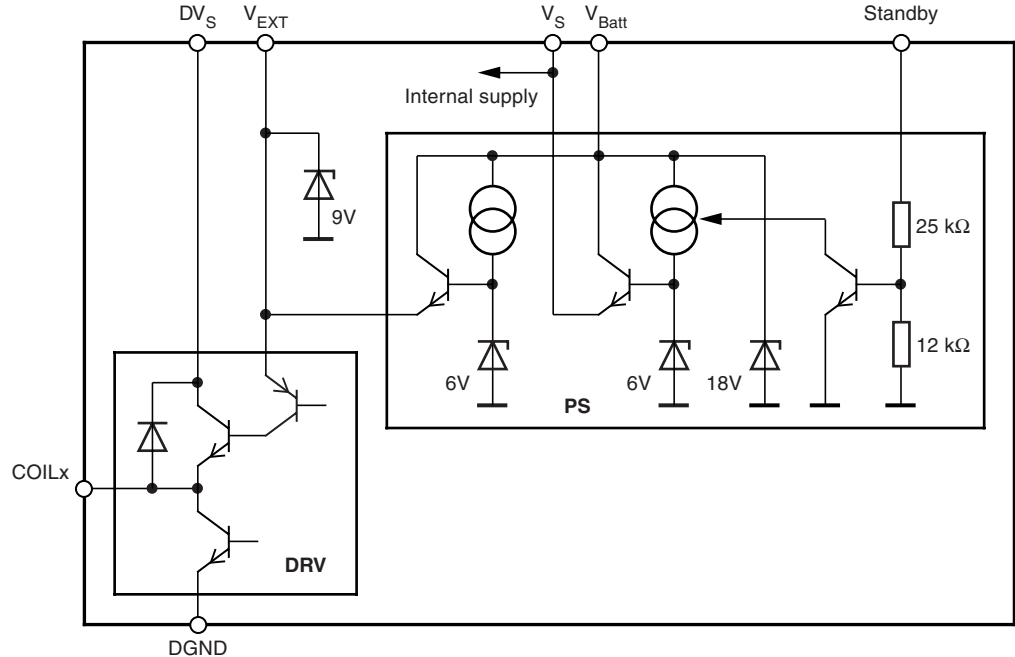 DVS VEXT VS VBatt Standby
Internal supply
9V
25 kΩ
12 kΩ
6V 6V 18V
PS
COILx
DRV
DGND